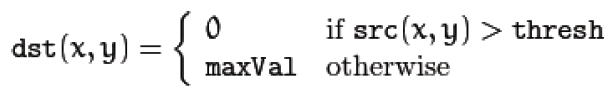 dst(x, y) = { 0 if src(x, y) > thresh
maxVal otherwise